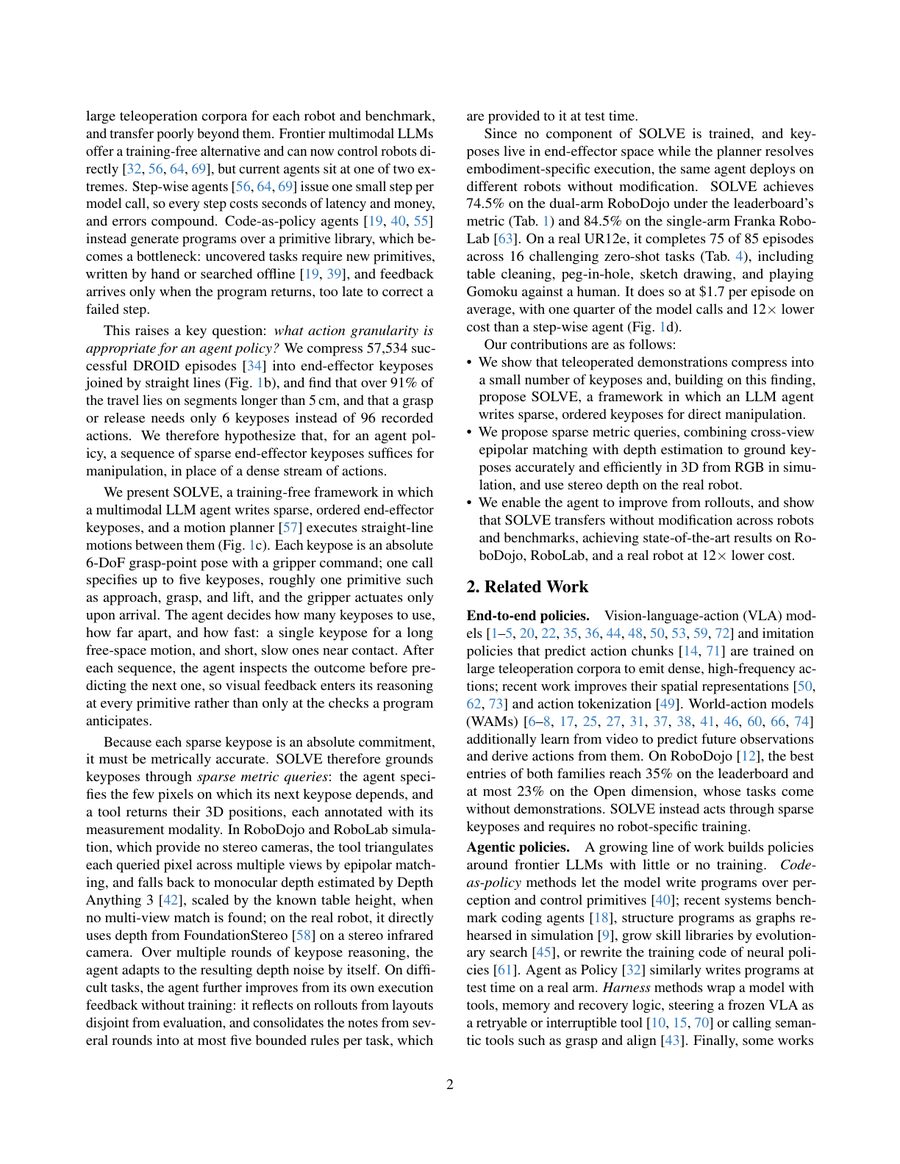 large teleoperation corpora for each robot and benchmark,
and transfer poorly beyond them. Frontier multimodal LLMs
offer a training-free alternative and can now control robots di-
rectly [32, 56, 64, 69], but current agents sit at one of two ex-
tremes. Step-wise agents [56, 64, 69] issue one small step per
model call, so every step costs seconds of latency and money,
and errors compound. Code-as-policy agents [19, 40, 55]
instead generate programs over a primitive library, which be-
comes a bottleneck: uncovered tasks require new primitives,
written by hand or searched offline [19, 39], and feedback
arrives only when the program returns, too late to correct a
failed step.
This raises a key question: what action granularity is
appropriate for an agent policy? We compress 57,534 suc-
cessful DROID episodes [34] into end-effector keyposes
joined by straight lines (Fig. 1b), and find that over 91% of
the travel lies on segments longer than 5 cm, and that a grasp
or release needs only 6 keyposes instead of 96 recorded
actions. We therefore hypothesize that, for an agent pol-
icy, a sequence of sparse end-effector keyposes suffices for
manipulation, in place of a dense stream of actions.
We present SOLVE, a training-free framework in which
a multimodal LLM agent writes sparse, ordered end-effector
keyposes, and a motion planner [57] executes straight-line
motions between them (Fig. 1c). Each keypose is an absolute
6-DoF grasp-point pose with a gripper command; one call
specifies up to five keyposes, roughly one primitive such
as approach, grasp, and lift, and the gripper actuates only
upon arrival. The agent decides how many keyposes to use,
how far apart, and how fast: a single keypose for a long
free-space motion, and short, slow ones near contact. After
each sequence, the agent inspects the outcome before pre-
dicting the next one, so visual feedback enters its reasoning
at every primitive rather than only at the checks a program
anticipates.
Because each sparse keypose is an absolute commitment,
it must be metrically accurate. SOLVE therefore grounds
keyposes through sparse metric queries: the agent speci-
fies the few pixels on which its next keypose depends, and
a tool returns their 3D positions, each annotated with its
measurement modality. In RoboDojo and RoboLab simula-
tion, which provide no stereo cameras, the tool triangulates
each queried pixel across multiple views by epipolar match-
ing, and falls back to monocular depth estimated by Depth
Anything 3 [42], scaled by the known table height, when
no multi-view match is found; on the real robot, it directly
uses depth from FoundationStereo [58] on a stereo infrared
camera. Over multiple rounds of keypose reasoning, the
agent adapts to the resulting depth noise by itself. On diffi-
cult tasks, the agent further improves from its own execution
feedback without training: it reflects on rollouts from layouts
disjoint from evaluation, and consolidates the notes from sev-
eral rounds into at most five bounded rules per task, which
are provided to it at test time.
Since no component of SOLVE is trained, and key-
poses live in end-effector space while the planner resolves
embodiment-specific execution, the same agent deploys on
different robots without modification. SOLVE achieves
74.5% on the dual-arm RoboDojo under the leaderboard's
metric (Tab. 1) and 84.5% on the single-arm Franka Robo-
Lab [63]. On a real UR12e, it completes 75 of 85 episodes
across 16 challenging zero-shot tasks (Tab. 4), including
table cleaning, peg-in-hole, sketch drawing, and playing
Gomoku against a human. It does so at $1.7 per episode on
average, with one quarter of the model calls and 12× lower
cost than a step-wise agent (Fig. 1d).
Our contributions are as follows:
• We show that teleoperated demonstrations compress into
a small number of keyposes and, building on this finding,
propose SOLVE, a framework in which an LLM agent
writes sparse, ordered keyposes for direct manipulation.
• We propose sparse metric queries, combining cross-view
epipolar matching with depth estimation to ground key-
poses accurately and efficiently in 3D from RGB in simu-
lation, and use stereo depth on the real robot.
• We enable the agent to improve from rollouts, and show
that SOLVE transfers without modification across robots
and benchmarks, achieving state-of-the-art results on Ro-
boDojo, RoboLab, and a real robot at 12× lower cost.
2. Related Work
End-to-end policies. Vision-language-action (VLA) mod-
els [1–5, 20, 22, 35, 36, 44, 48, 50, 53, 59, 72] and imitation
policies that predict action chunks [14, 71] are trained on
large teleoperation corpora to emit dense, high-frequency ac-
tions; recent work improves their spatial representations [50,
62, 73] and action tokenization [49]. World-action models
(WAMs) [6–8, 17, 25, 27, 31, 37, 38, 41, 46, 60, 66, 74]
additionally learn from video to predict future observations
and derive actions from them. On RoboDojo [12], the best
entries of both families reach 35% on the leaderboard and
at most 23% on the Open dimension, whose tasks come
without demonstrations. SOLVE instead acts through sparse
keyposes and requires no robot-specific training.
Agentic policies. A growing line of work builds policies
around frontier LLMs with little or no training. Code-
as-policy methods let the model write programs over per-
ception and control primitives [40]; recent systems bench-
mark coding agents [18], structure programs as graphs re-
hearsed in simulation [9], grow skill libraries by evolution-
ary search [45], or rewrite the training code of neural poli-
cies [61]. Agent as Policy [32] similarly writes programs at
test time on a real arm. Harness methods wrap a model with
tools, memory and recovery logic, steering a frozen VLA as
a retryable or interruptible tool [10, 15, 70] or calling seman-
tic tools such as grasp and align [43]. Finally, some works
2